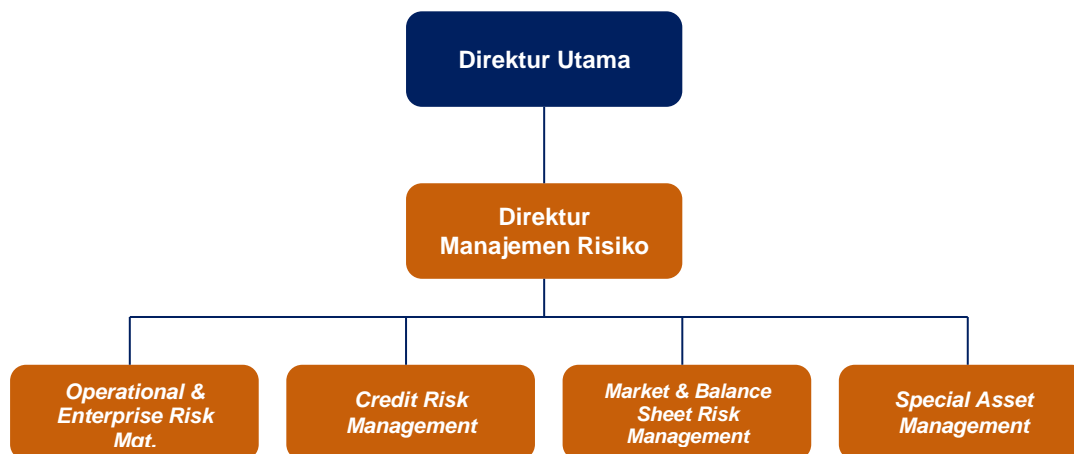 Direktur Utama
Direktur
Manajemen Risiko
Operational &
Enterprise Risk
Mgt.
Credit Risk
Management
Market & Balance
Sheet Risk
Management
Special Asset
Management